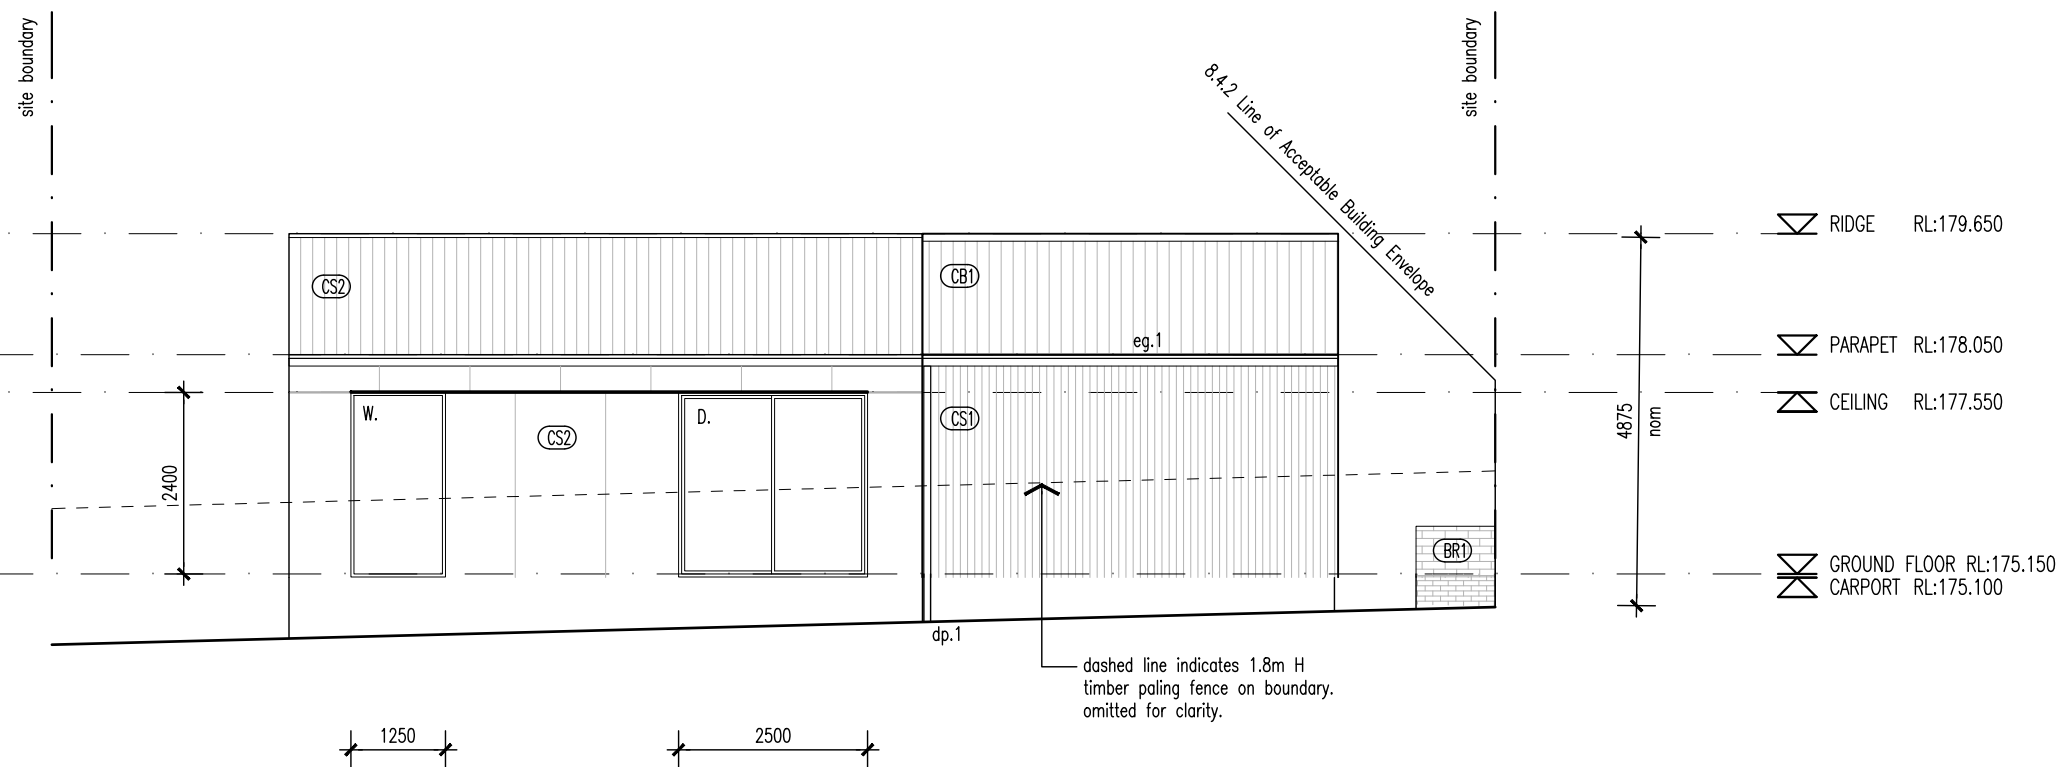 site boundary
site boundary
8.4.2 Line of Acceptable Building Envelope
RIDGE RL:179.650
CS2
CB1
eg.1
PARAPET RL:178.050
CEILING RL:177.550
W.
D.
CS2
CS1
4875
nom
2400
BR1
GROUND FLOOR RL:175.150
CARPORT RL:175.100
dp.1
dashed line indicates 1.8m H
timber paling fence on boundary.
omitted for clarity.
1250
2500